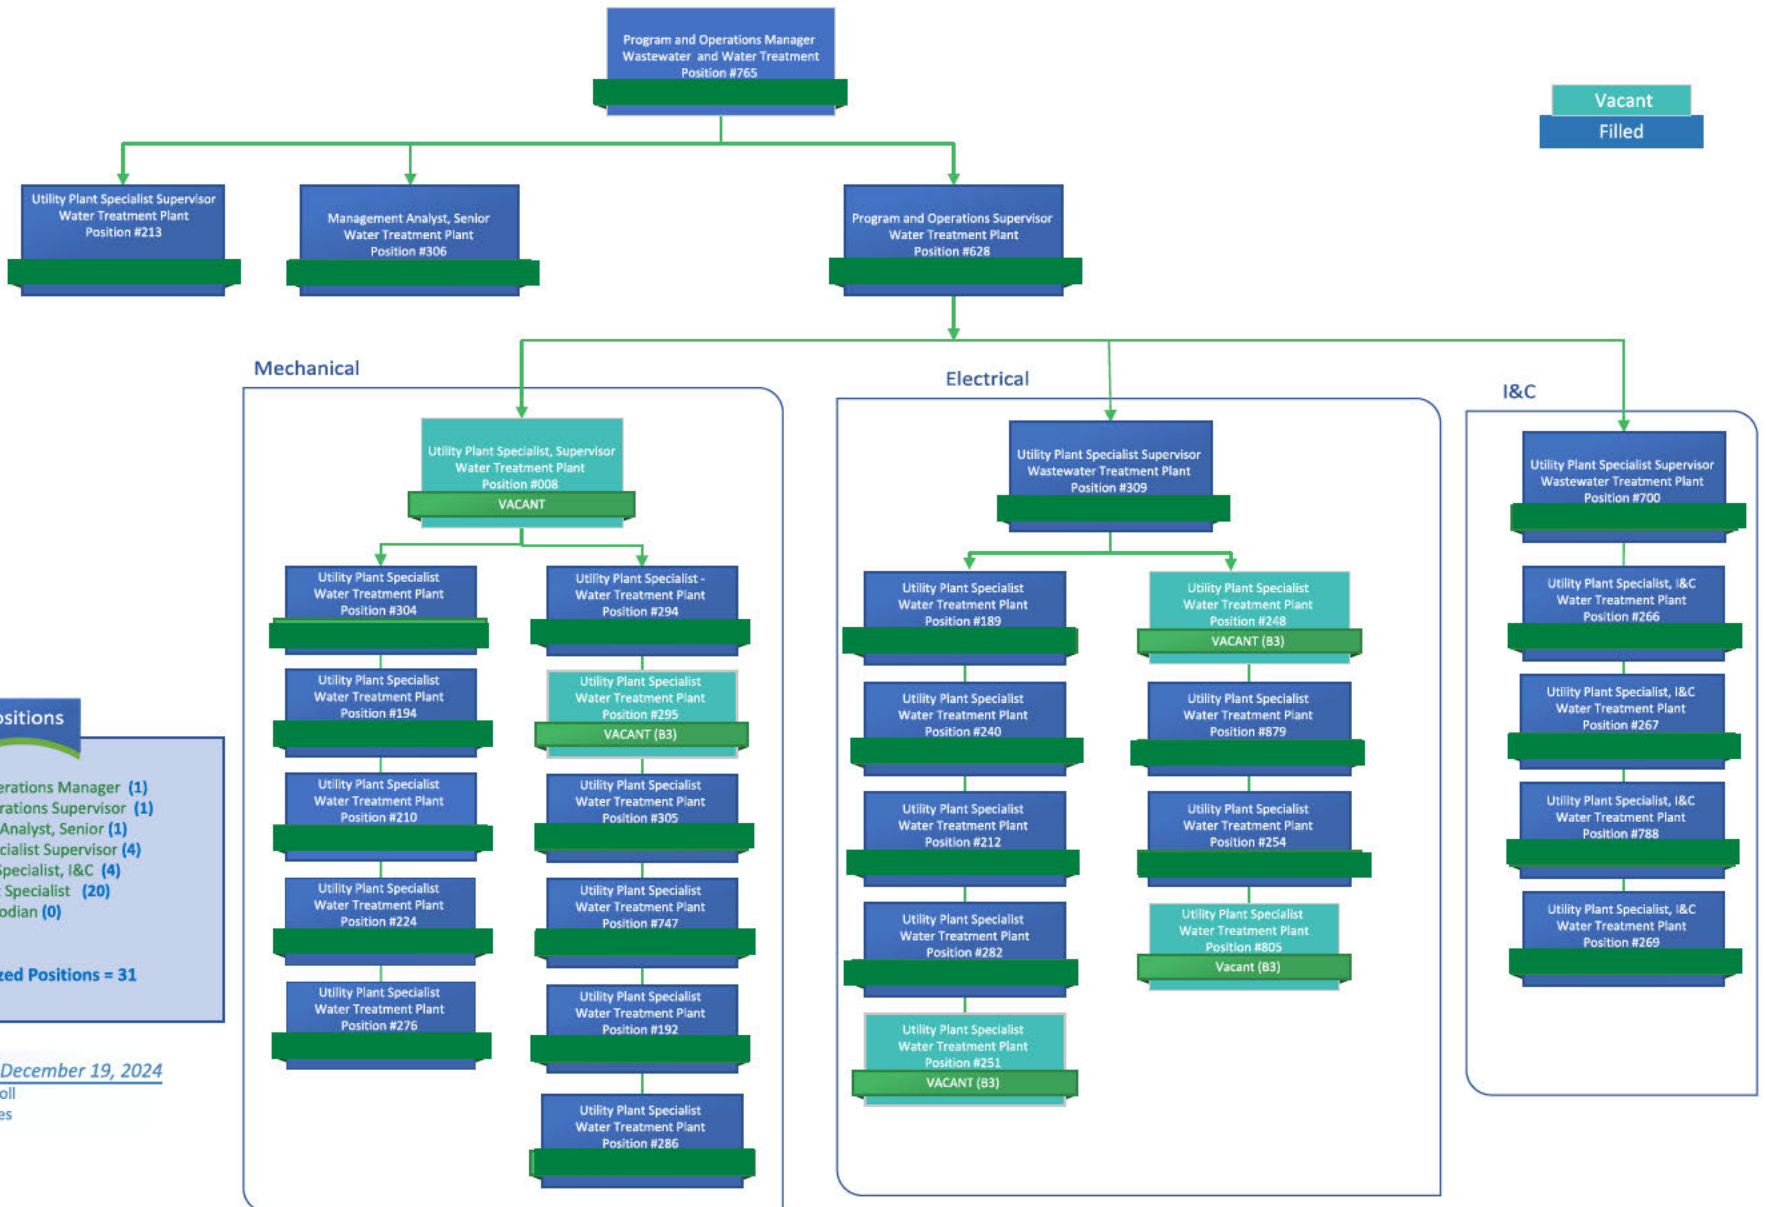 Program and Operations Manager
Wastewater and Water Treatment
Position #765
Vacant
Filled
Utility Plant Specialist Supervisor
Water Treatment Plant
Position #213
Management Analyst, Senior
Water Treatment Plant
Position #306
Program and Operations Supervisor
Water Treatment Plant
Position #628
Mechanical
Utility Plant Specialist, Supervisor
Water Treatment Plant
Position #008
VACANT
Utility Plant Specialist
Water Treatment Plant
Position #304
Utility Plant Specialist
Water Treatment Plant
Position #194
Utility Plant Specialist
Water Treatment Plant
Position #210
Utility Plant Specialist
Water Treatment Plant
Position #224
Utility Plant Specialist
Water Treatment Plant
Position #276
Utility Plant Specialist -
Water Treatment Plant
Position #294
Utility Plant Specialist
Water Treatment Plant
Position #295
VACANT (B3)
Utility Plant Specialist
Water Treatment Plant
Position #305
Utility Plant Specialist
Water Treatment Plant
Position #747
Utility Plant Specialist
Water Treatment Plant
Position #192
Utility Plant Specialist
Water Treatment Plant
Position #286
Electrical
Utility Plant Specialist Supervisor
Wastewater Treatment Plant
Position #309
Utility Plant Specialist
Water Treatment Plant
Position #189
Utility Plant Specialist
Water Treatment Plant
Position #240
Utility Plant Specialist
Water Treatment Plant
Position #212
Utility Plant Specialist
Water Treatment Plant
Position #282
Utility Plant Specialist
Water Treatment Plant
Position #251
VACANT (B3)
Utility Plant Specialist
Water Treatment Plant
Position #248
VACANT (B3)
Utility Plant Specialist
Water Treatment Plant
Position #879
Utility Plant Specialist
Water Treatment Plant
Position #254
Utility Plant Specialist
Water Treatment Plant
Position #805
Vacant (B3)
I&C
Utility Plant Specialist Supervisor
Wastewater Treatment Plant
Position #700
Utility Plant Specialist, I&C
Water Treatment Plant
Position #266
Utility Plant Specialist, I&C
Water Treatment Plant
Position #267
Utility Plant Specialist, I&C
Water Treatment Plant
Position #788
Utility Plant Specialist, I&C
Water Treatment Plant
Position #269
ositions
erations Manager (1)
rations Supervisor (1)
Analyst, Senior (1)
cialist Supervisor (4)
Specialist, I&C (4)
t Specialist (20)
odian (0)
zed Positions = 31
December 19, 2024
oll
es